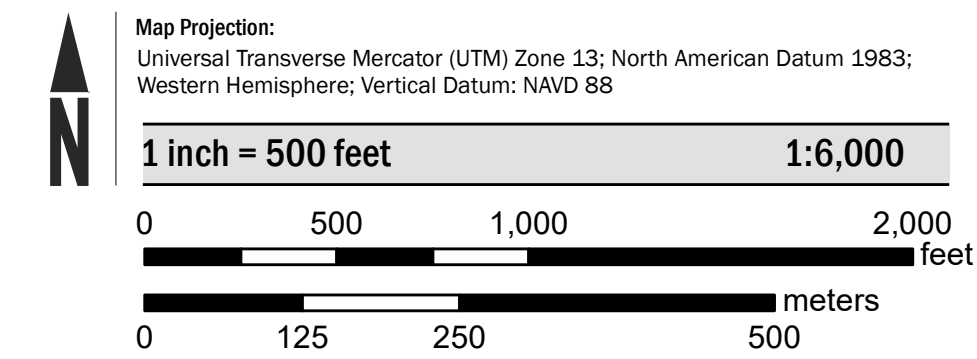 N
Map Projection:
Universal Transverse Mercator (UTM) Zone 13; North American Datum 1983;
Western Hemisphere; Vertical Datum: NAVD 88
1 inch = 500 feet 1:6,000
0 500 1,000 2,000
feet
meters
0 125 250 500